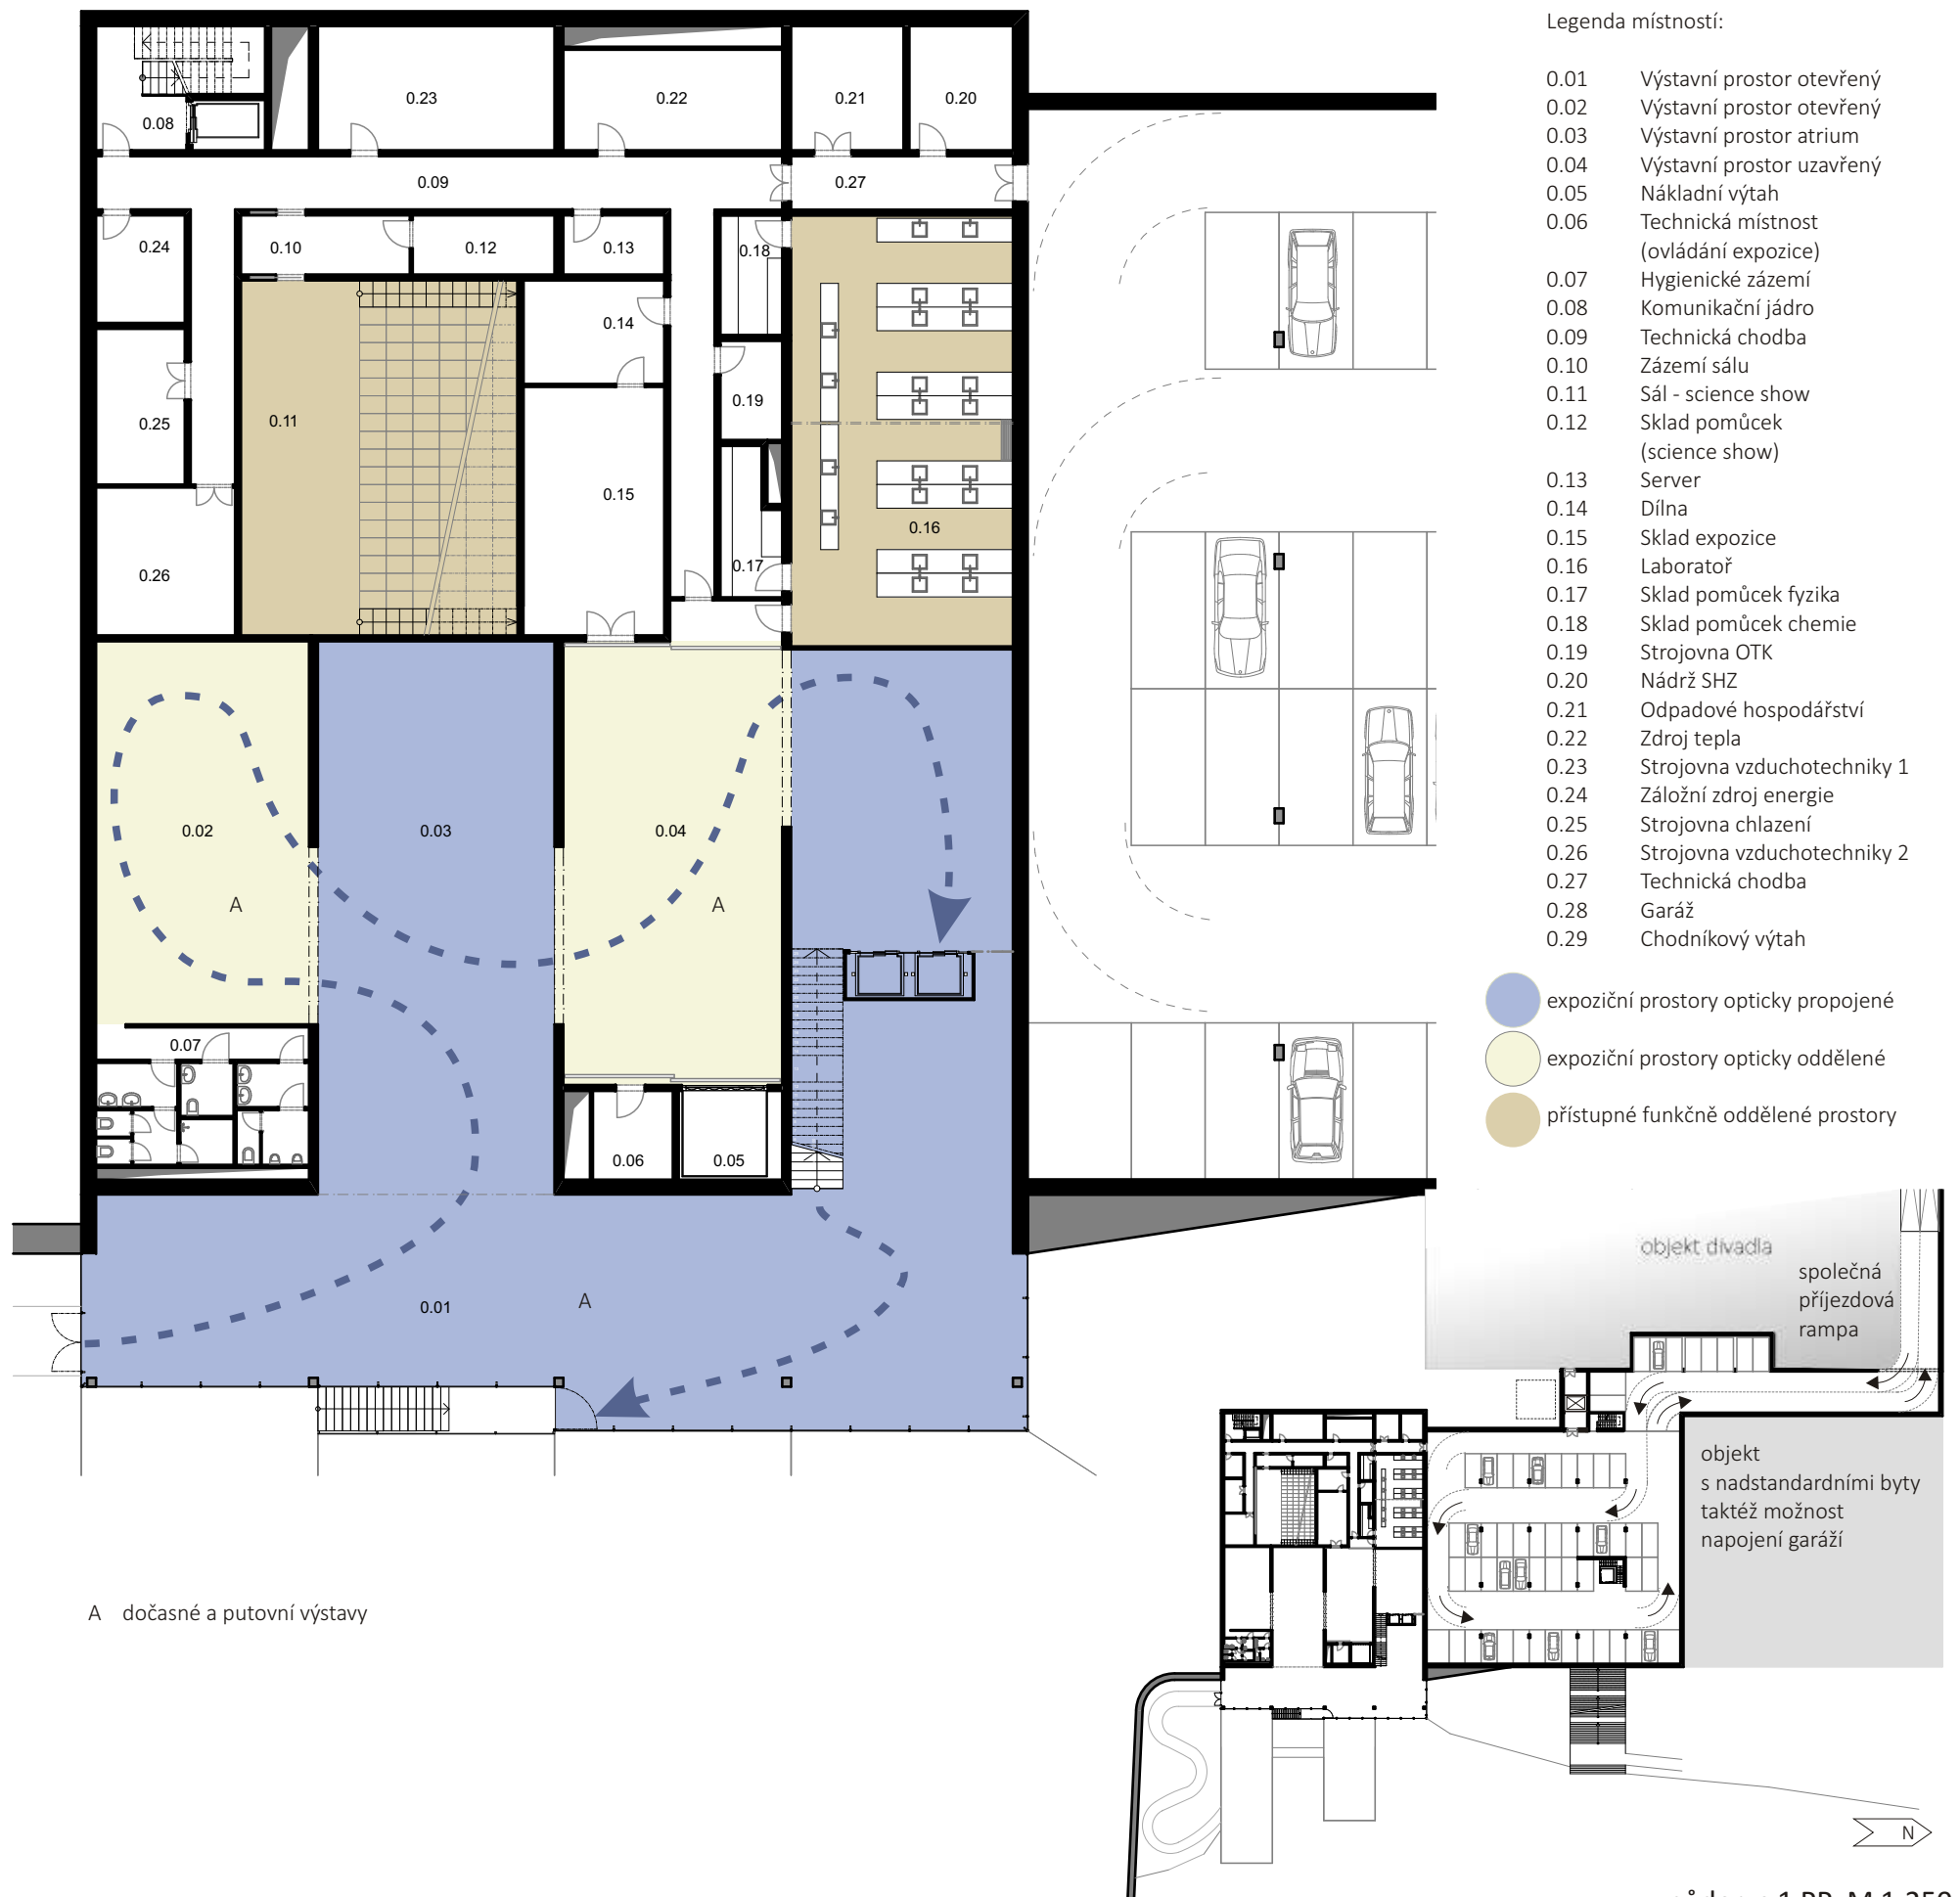 Legenda místností:
0.01 Výstavní prostor otevřený
0.02 Výstavní prostor otevřený
0.03 Výstavní prostor atrium
0.04 Výstavní prostor uzavřený
0.05 Nákladní výtah
0.06 Technická místnost
(ovládání expozice)
0.07 Hygienické zázemí
0.08 Komunikační jádro
0.09 Technická chodba
0.10 Zázemí sálu
0.11 Sál - science show
0.12 Sklad pomůcek
(science show)
0.13 Server
0.14 Dílna
0.15 Sklad expozice
0.16 Laboratoř
0.17 Sklad pomůcek fyzika
0.18 Sklad pomůcek chemie
0.19 Strojovna OTK
0.20 Nádrž SHZ
0.21 Odpadové hospodářství
0.22 Zdroj tepla
0.23 Strojovna vzduchotechniky 1
0.24 Záložní zdroj energie
0.25 Strojovna chlazení
0.26 Strojovna vzduchotechniky 2
0.27 Technická chodba
0.28 Garáž
0.29 Chodníkový výtah
expoziční prostory opticky propojené
expoziční prostory opticky oddělené
přístupné funkčně oddělené prostory
0.23
0.22
0.21
0.20
0.08
0.09
0.27
0.24
0.10
0.12
0.13
0.18
0.14
0.19
0.25
0.11
0.15
0.16
0.26
0.17
0.02
0.03
0.04
A
A
0.07
0.06
0.05
0.01
A
objekt divadla
společná
příjezdová
rampa
objekt
s nadstandardními byty
taktéž možnost
napojení garáží
A dočasné a putovní výstavy
N
1.PP M 1:250